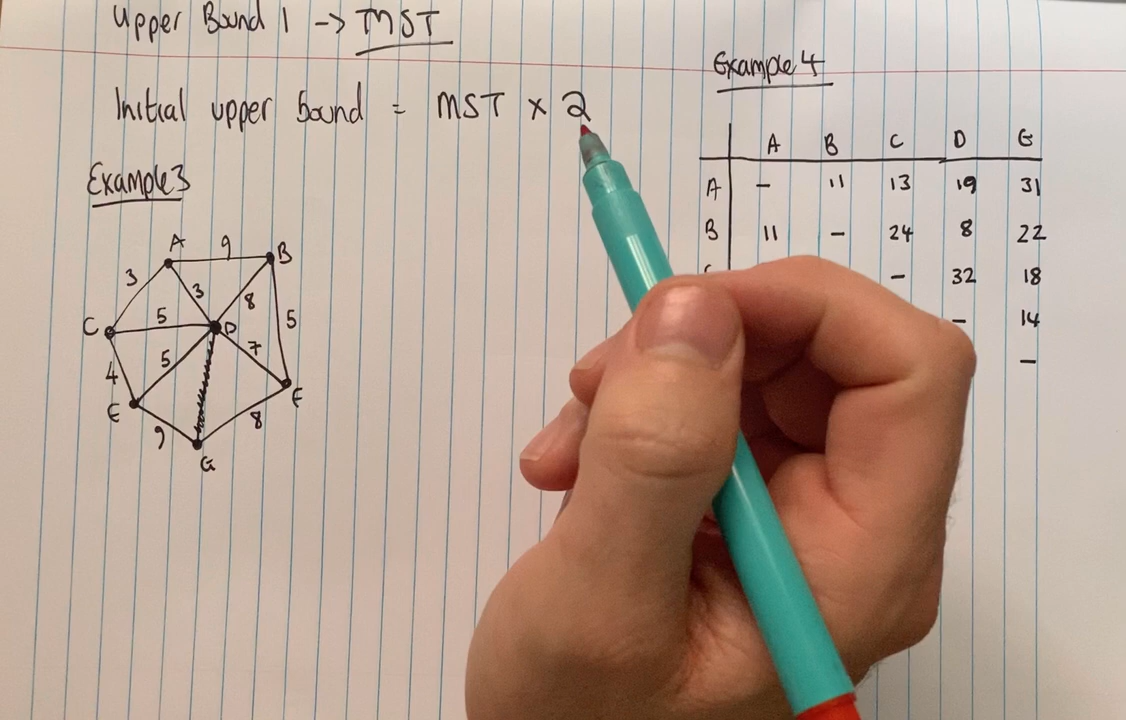 Upper Bound 1 -> MST
Initial upper bound = MST × 2
Example 3
A 9 B
3 3 8
C 5 D 5
4 5 7
E F
9 8
G
Example 4
A B C D E
A - 11 13 19 31
B 11 - 24 8 22
- 32 18
- 14
-